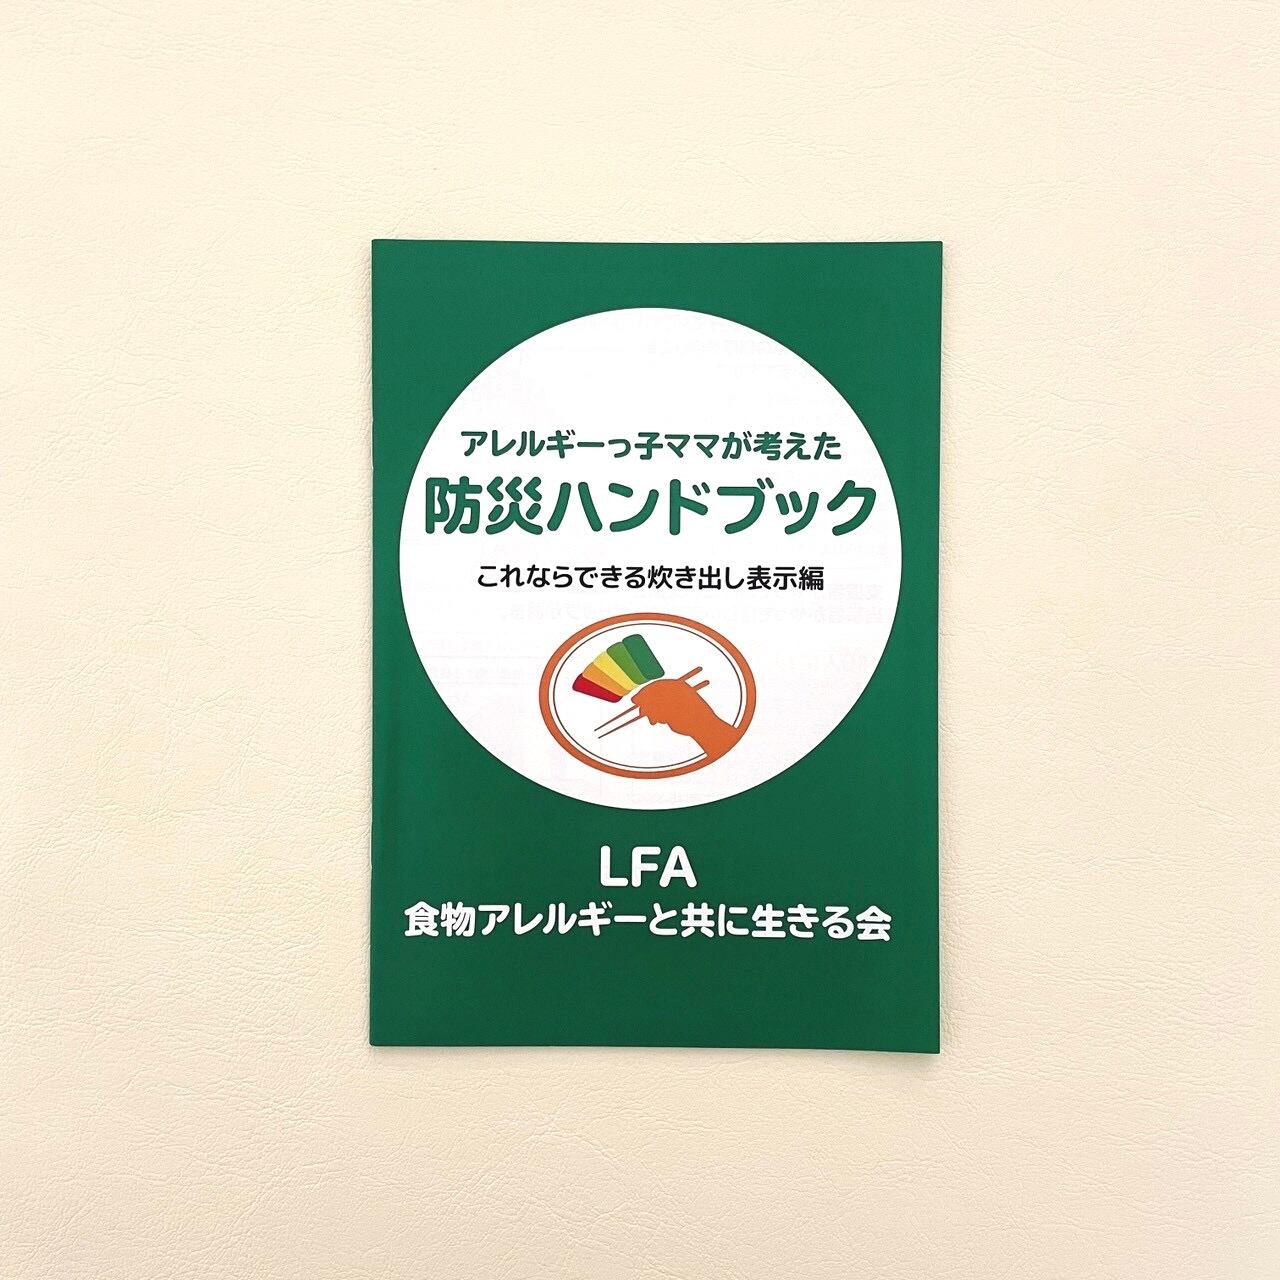 アレルギーっ子ママが考えた
防災ハンドブック
これならできる炊き出し表示編
LFA
食物アレルギーと共に生きる会